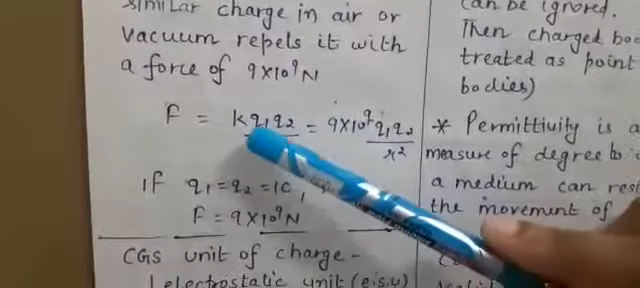 similar charge in air or
vacuum repels it with
a force of 9×10⁹N
F = kq₁q₂ = 9×10⁹ q₁q₂
r²
If q₁=q₂=1C,
F = 9×10⁹N
CGS unit of charge-
1 electrostatic unit (e.s.u)
can be ignored.
Then charged bod
treated as point
bodies)
* Permittivity is a
measure of degree to
a medium can res
the movement of